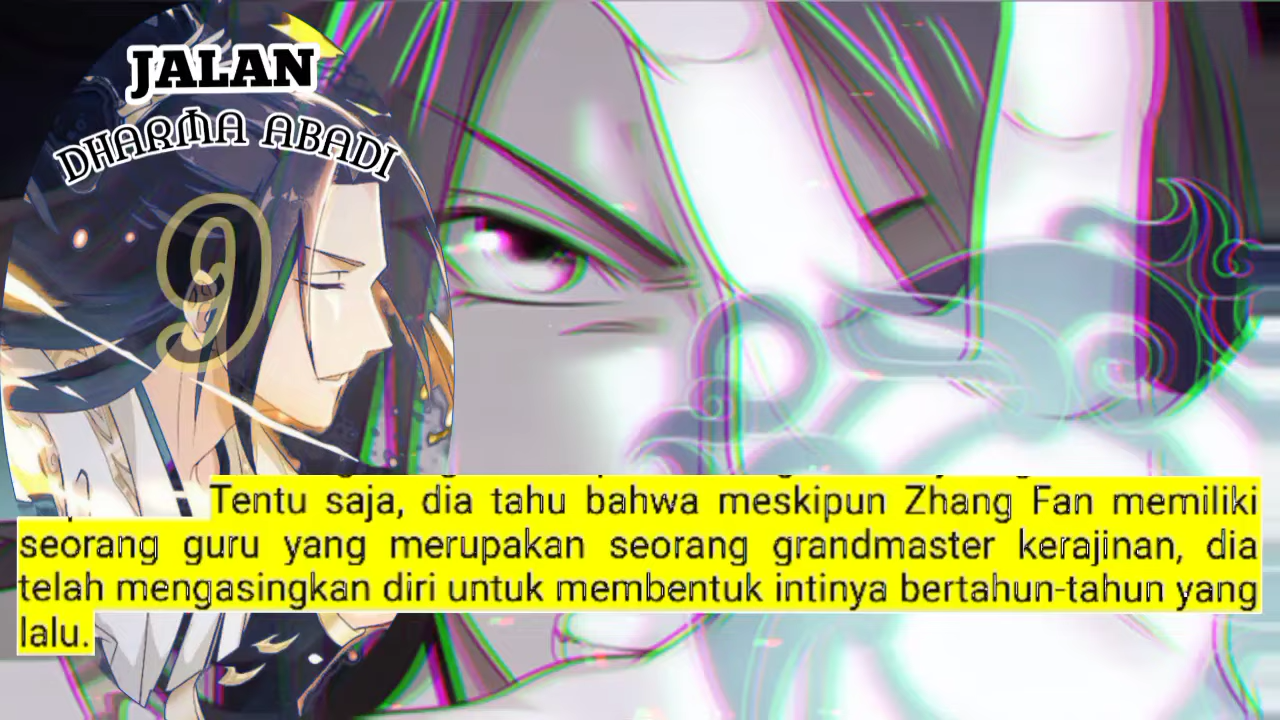 JALAN
DHARMA ABADI
9
Tentu saja, dia tahu bahwa meskipun Zhang Fan memiliki
seorang guru yang merupakan seorang grandmaster kerajinan, dia
telah mengasingkan diri untuk membentuk intinya bertahun-tahun yang
lalu.